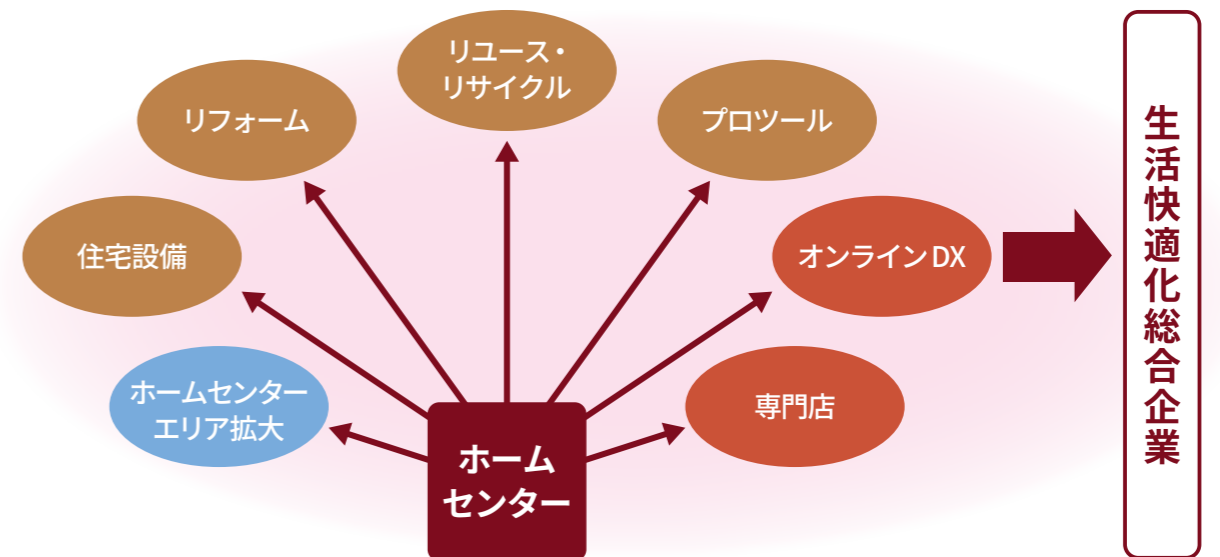 リユース・
リサイクル
リフォーム
プロツール
住宅設備
オンライン DX
ホームセンター
エリア拡大
専門店
ホーム
センター
生活快適化総合企業